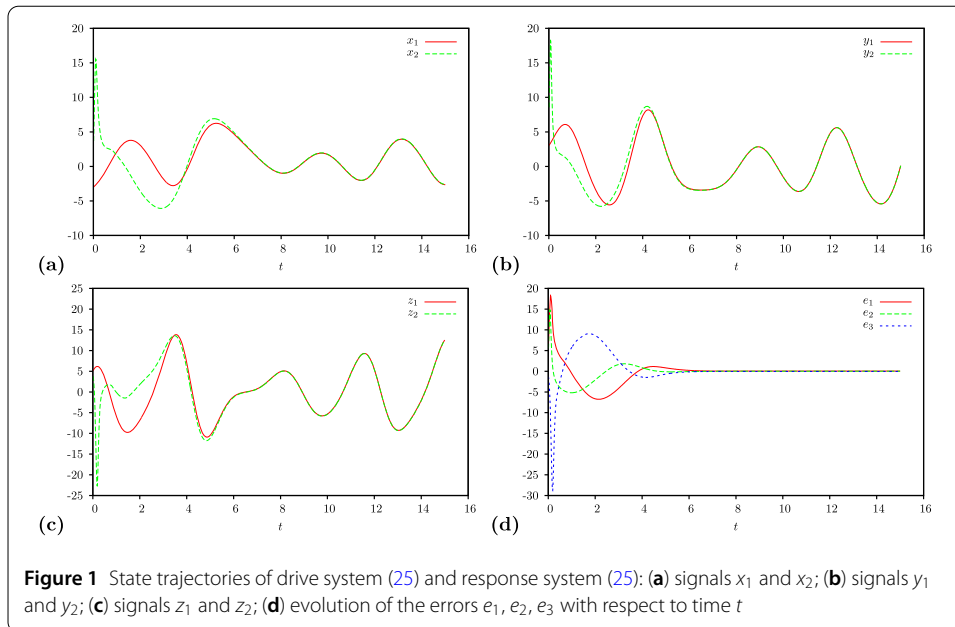 20
15
10
5
0
-5
-10
0 2 4 6 8 10 12 14 16
x₁
x₂
(a)
t
20
15
10
5
0
-5
-10
0 2 4 6 8 10 12 14 16
y₁
y₂
(b)
t
25
20
15
10
5
0
-5
-10
-15
-20
-25
0 2 4 6 8 10 12 14 16
z₁
z₂
(c)
t
20
15
10
5
0
-5
-10
-15
-20
-25
-30
0 2 4 6 8 10 12 14 16
e₁
e₂
e₃
(d)
t
Figure 1 State trajectories of drive system (25) and response system (25): (a) signals x₁ and x₂; (b) signals y₁
and y₂; (c) signals z₁ and z₂; (d) evolution of the errors e₁, e₂, e₃ with respect to time t